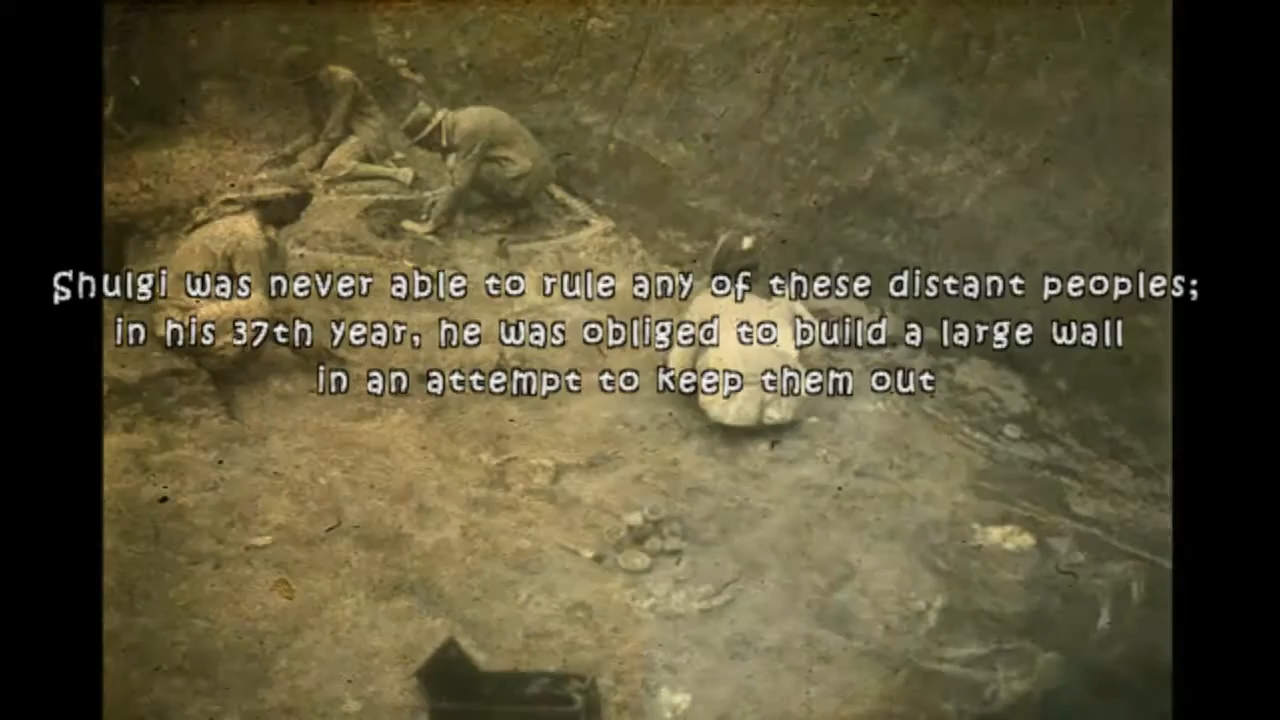 Shulgi was never able to rule any of these distant peoples;
in his 37th year, he was obliged to build a large wall
in an attempt to keep them out